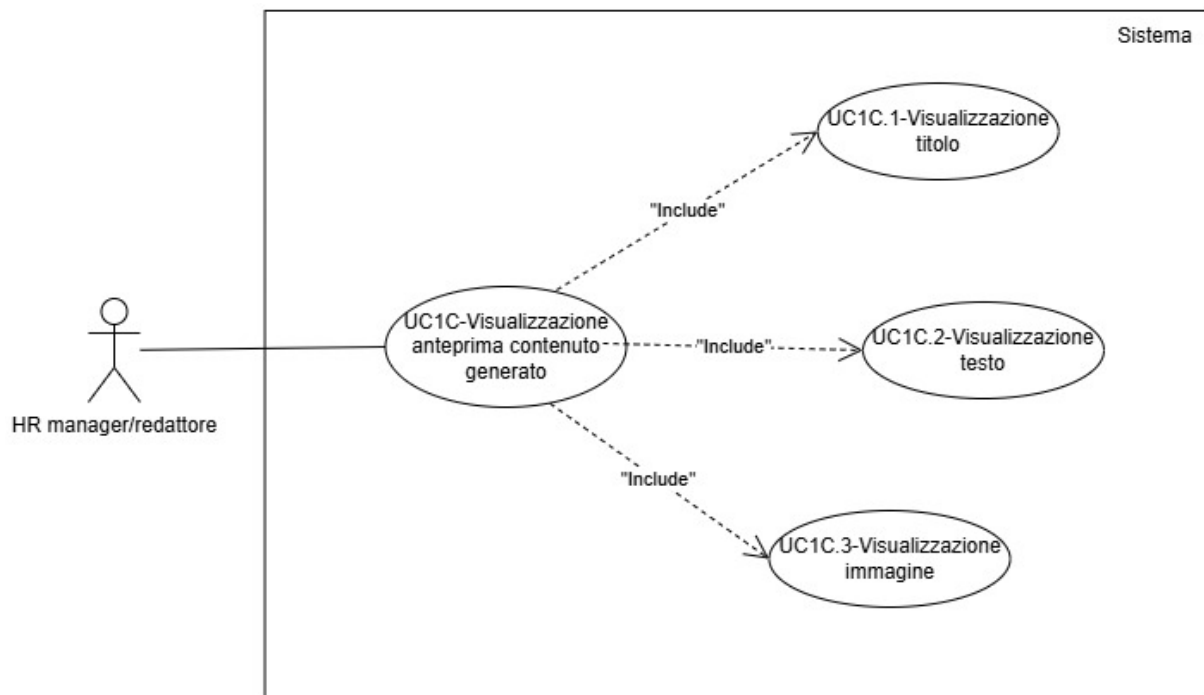 Sistema
UC1C.1-Visualizzazione
titolo
"Include"
UC1C-Visualizzazione
anteprima contenuto
generato
"Include"
UC1C.2-Visualizzazione
testo
HR manager/redattore
"Include"
UC1C.3-Visualizzazione
immagine